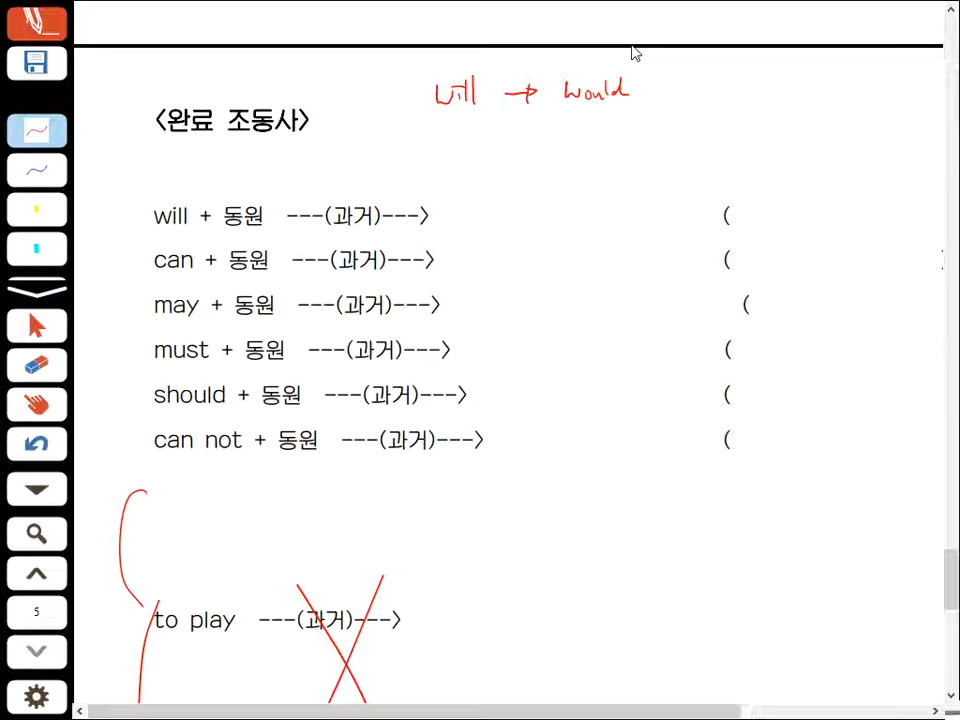 will → would
<완료 조동사>
will + 동원 ---(과거)---> (
can + 동원 ---(과거)---> (
may + 동원 ---(과거)---> (
must + 동원 ---(과거)---> (
should + 동원 ---(과거)---> (
can not + 동원 ---(과거)---> (
to play ---(과거)--->
5